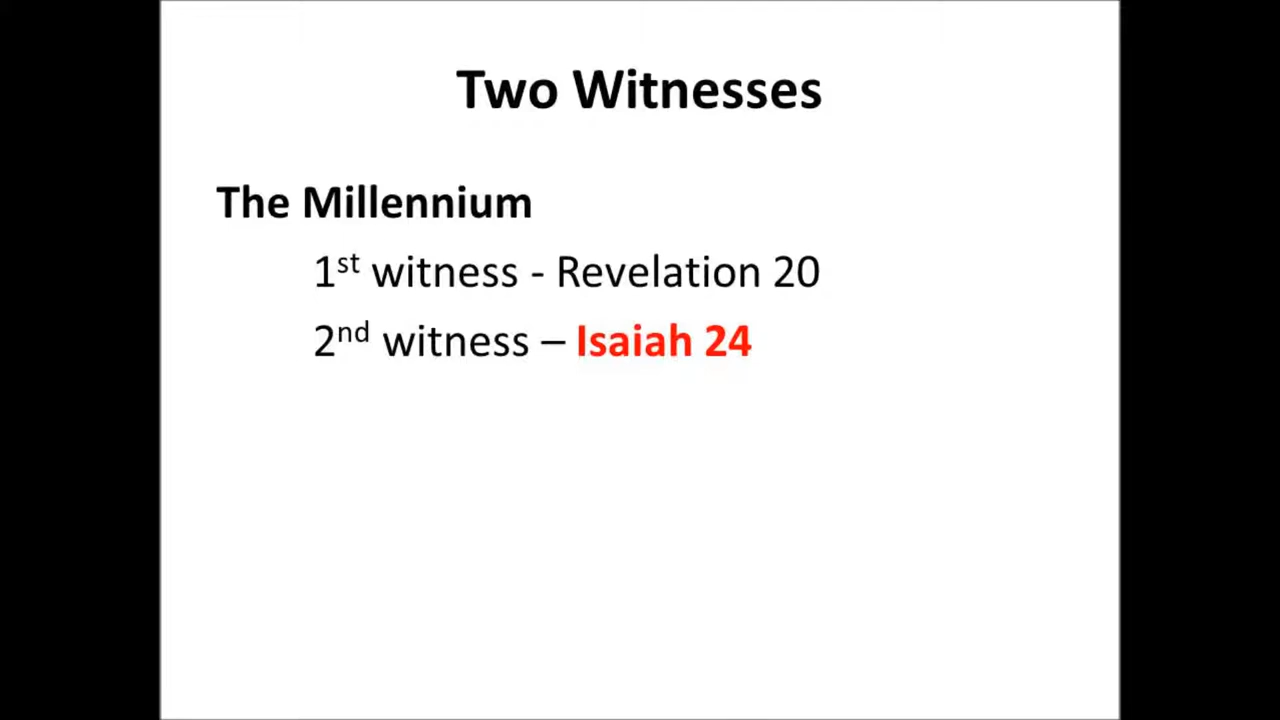 Two Witnesses
The Millennium
1st witness - Revelation 20
2nd witness – Isaiah 24